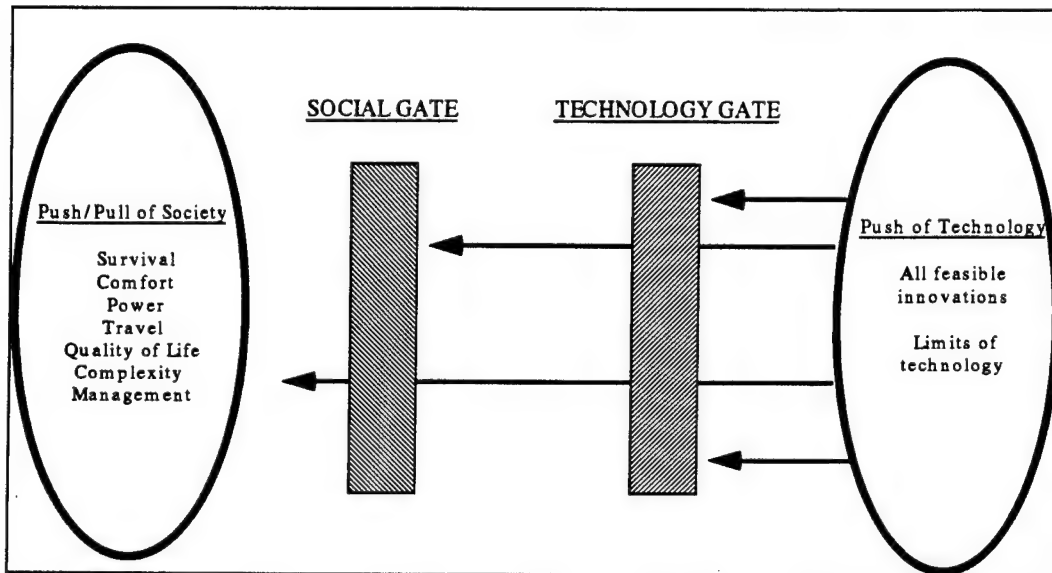 SOCIAL GATE
TECHNOLOGY GATE
Push/Pull of Society
Survival
Comfort
Power
Travel
Quality of Life
Complexity
Management
Push of Technology
All feasible
innovations
Limits of
technology